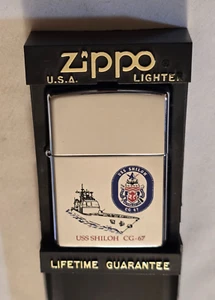 zippo
U.S.A. LIGHTER
USS SHILOH
CG 67
USS SHILOH CG-67
LIFETIME GUARANTEE